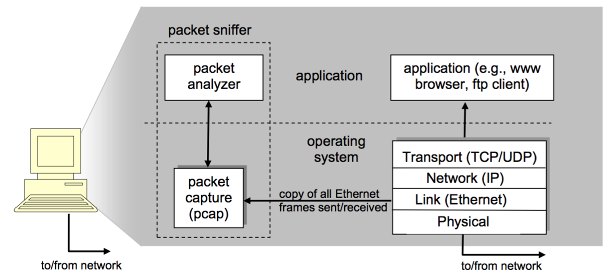 packet sniffer
packet
analyzer
application
application (e.g., www
browser, ftp client)
operating
system
packet
capture
(pcap)
copy of all Ethernet
frames sent/received
Transport (TCP/UDP)
Network (IP)
Link (Ethernet)
Physical
to/from network
to/from network